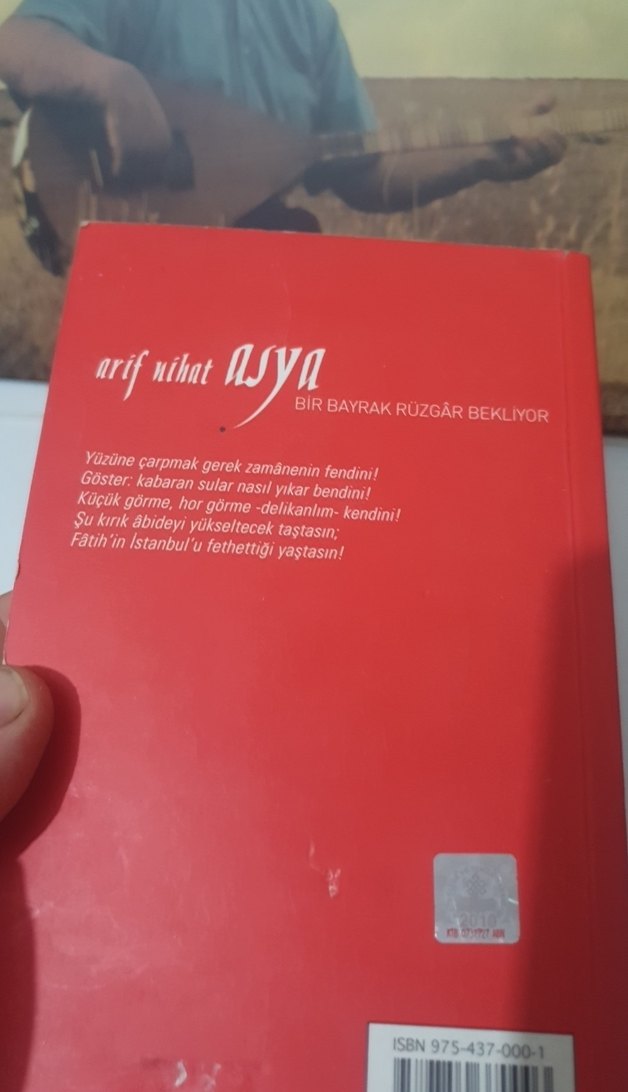 arif nihat asya
BİR BAYRAK RÜZGÂR BEKLİYOR
Yüzüne çarpmak gerek zamânenin fendini!
Göster: kabaran sular nasıl yıkar bendini!
Küçük görme, hor görme -delikanlım- kendini!
Şu kırık âbideyi yükseltecek taştasın;
Fâtih'in İstanbul'u fethettiği yaştasın!
2010
ISBN 975-437-000-1